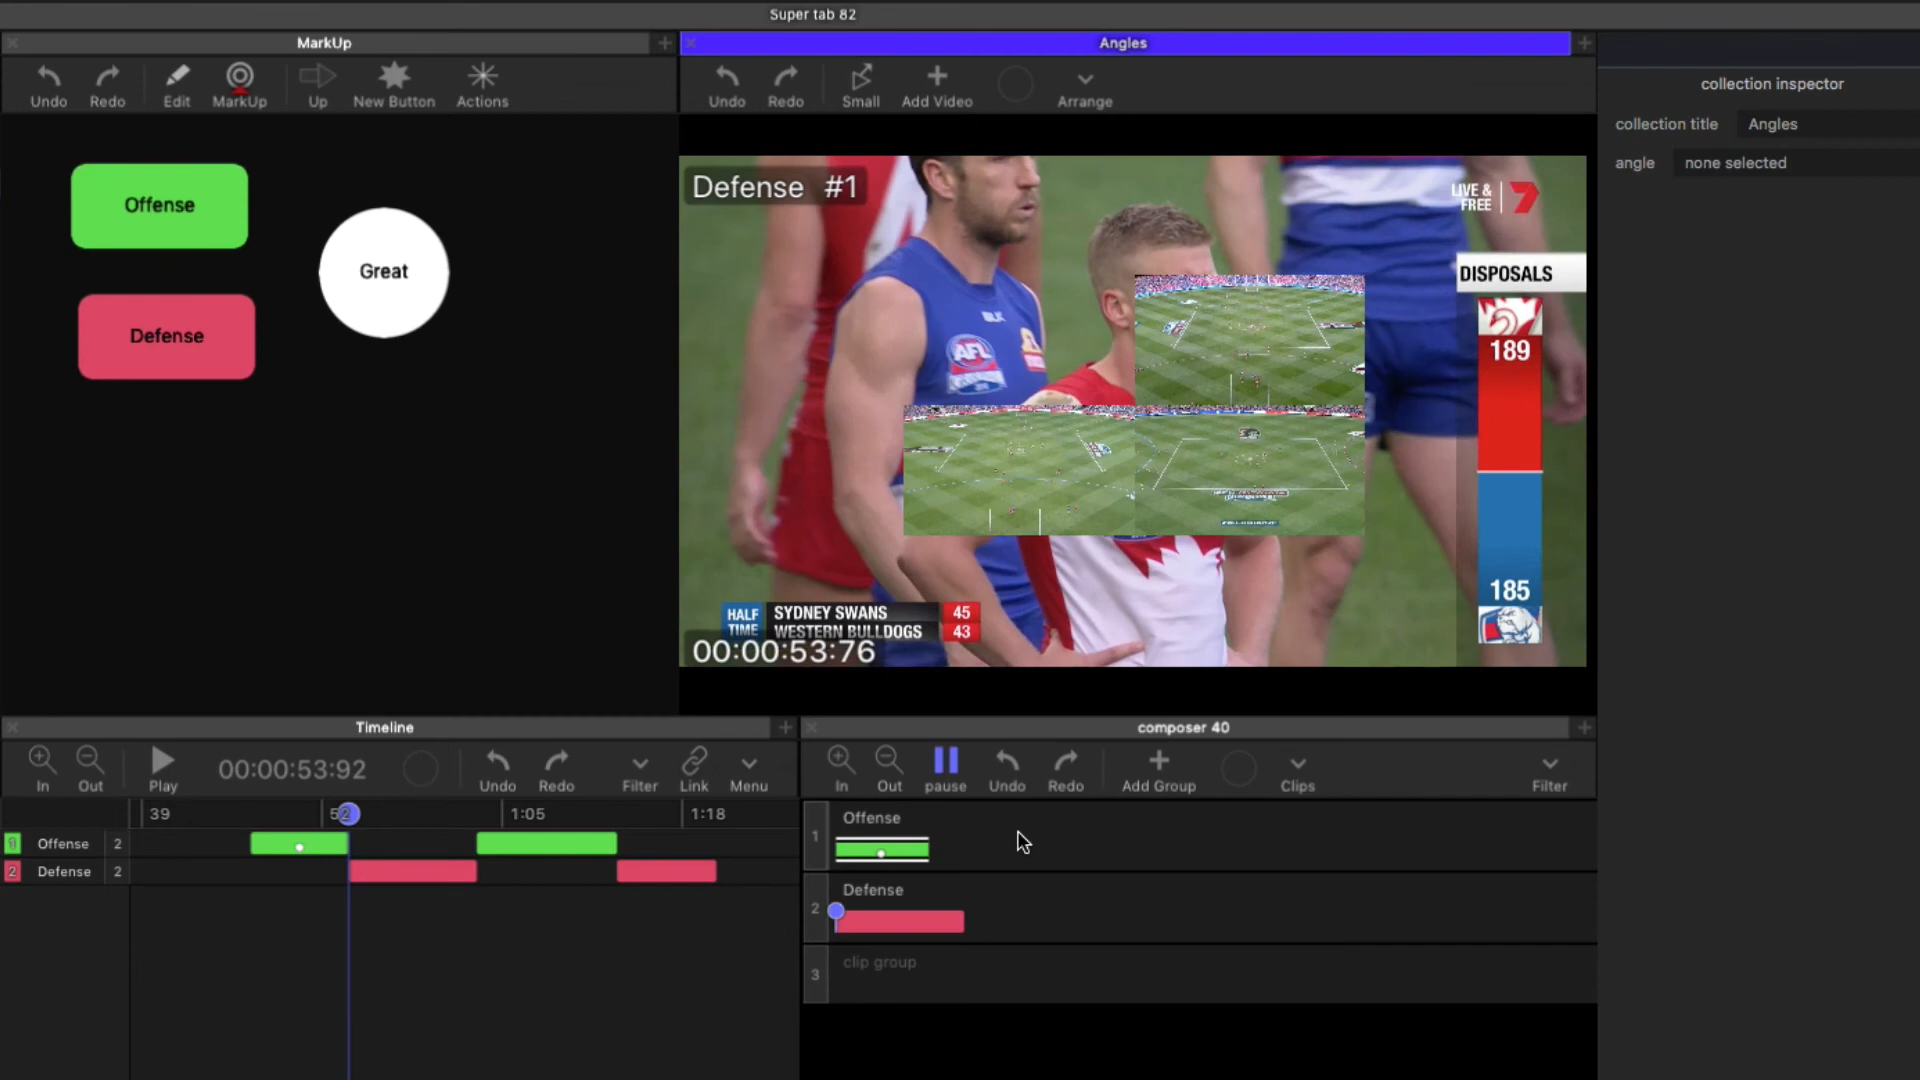 Super tab 82
MarkUp
Undo
Redo
Edit
MarkUp
Up
New Button
Actions
Offense
Defense
Great
Angles
Undo
Redo
Small
Add Video
Arrange
Defense #1
LIVE &
FREE
7
DISPOSALS
189
185
AFL
HALF
TIME
SYDNEY SWANS 45
WESTERN BULLDOGS 43
00:00:53:76
collection inspector
collection title Angles
angle none selected
Timeline
In
Out
Play
00:00:53:92
Undo
Redo
Filter
Link
Menu
39
52
1:05
1:18
1 Offense 2
2 Defense 2
composer 40
In
Out
pause
Undo
Redo
Add Group
Clips
Filter
1 Offense
2 Defense
3 clip group